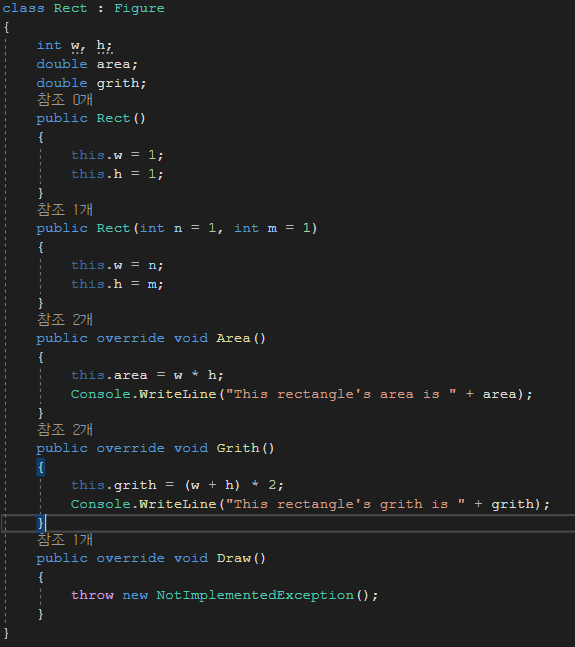 class Rect : Figure
{
    int w, h;
    double area;
    double grith;
    참조 0개
    public Rect()
    {
        this.w = 1;
        this.h = 1;
    }
    참조 1개
    public Rect(int n = 1, int m = 1)
    {
        this.w = n;
        this.h = m;
    }
    참조 2개
    public override void Area()
    {
        this.area = w * h;
        Console.WriteLine("This rectangle's area is " + area);
    }
    참조 2개
    public override void Grith()
    {
        this.grith = (w + h) * 2;
        Console.WriteLine("This rectangle's grith is " + grith);
    }
    참조 1개
    public override void Draw()
    {
        throw new NotImplementedException();
    }
}